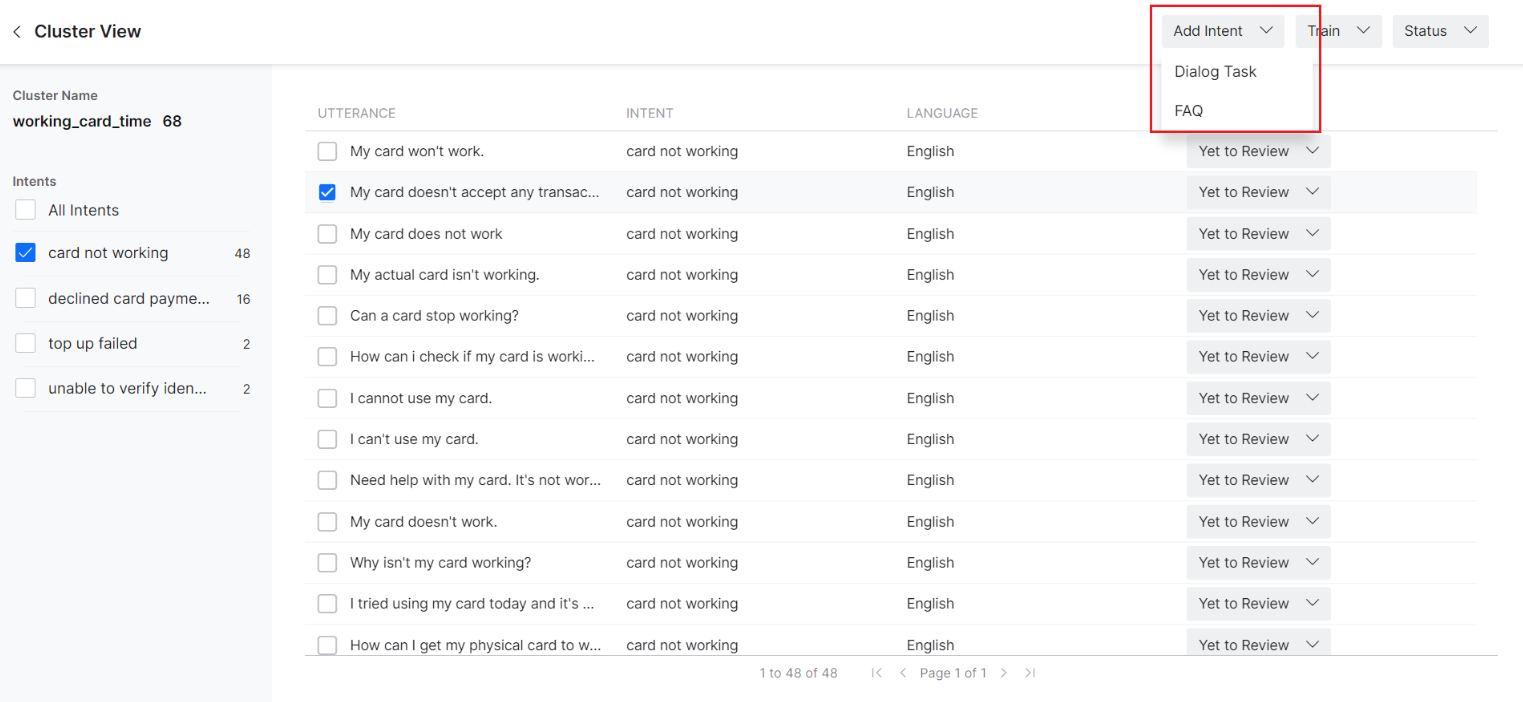 Cluster View
Add Intent
Train
Status
Dialog Task
FAQ
Cluster Name
working_card_time 68
Intents
All Intents
card not working 48
declined card payme... 16
top up failed 2
unable to verify iden... 2
UTTERANCE INTENT LANGUAGE
My card won't work. card not working English Yet to Review
My card doesn't accept any transac... card not working English Yet to Review
My card does not work card not working English Yet to Review
My actual card isn't working. card not working English Yet to Review
Can a card stop working? card not working English Yet to Review
How can i check if my card is worki... card not working English Yet to Review
I cannot use my card. card not working English Yet to Review
I can't use my card. card not working English Yet to Review
Need help with my card. It's not wor... card not working English Yet to Review
My card doesn't work. card not working English Yet to Review
Why isn't my card working? card not working English Yet to Review
I tried using my card today and it's ... card not working English Yet to Review
How can I get my physical card to w... card not working English Yet to Review
1 to 48 of 48 Page 1 of 1